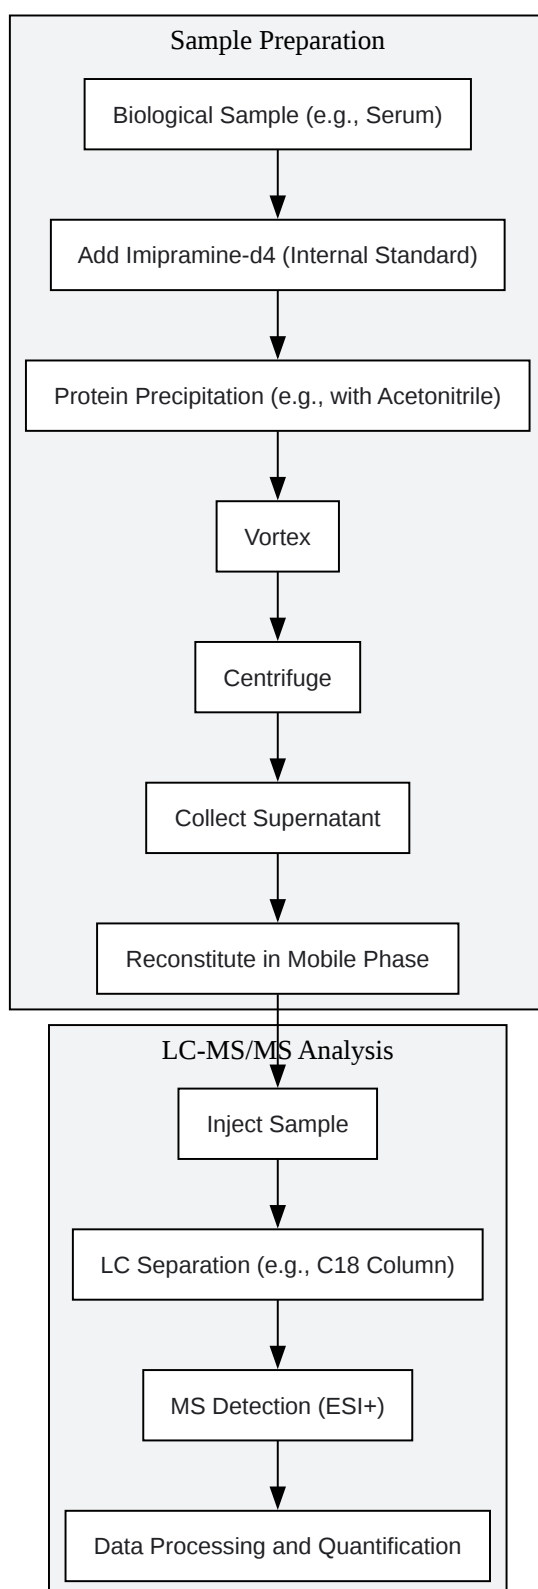 Sample Preparation
Biological Sample (e.g., Serum)
Add Imipramine-d4 (Internal Standard)
Protein Precipitation (e.g., with Acetonitrile)
Vortex
Centrifuge
Collect Supernatant
Reconstitute in Mobile Phase
LC-MS/MS Analysis
Inject Sample
LC Separation (e.g., C18 Column)
MS Detection (ESI+)
Data Processing and Quantification